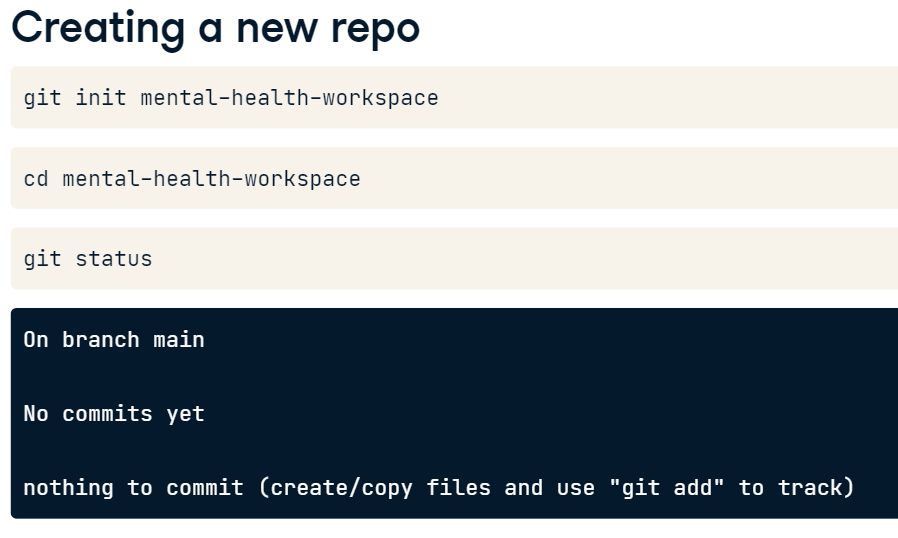 Creating a new repo
git init mental-health-workspace
cd mental-health-workspace
git status
On branch main
No commits yet
nothing to commit (create/copy files and use "git add" to track)